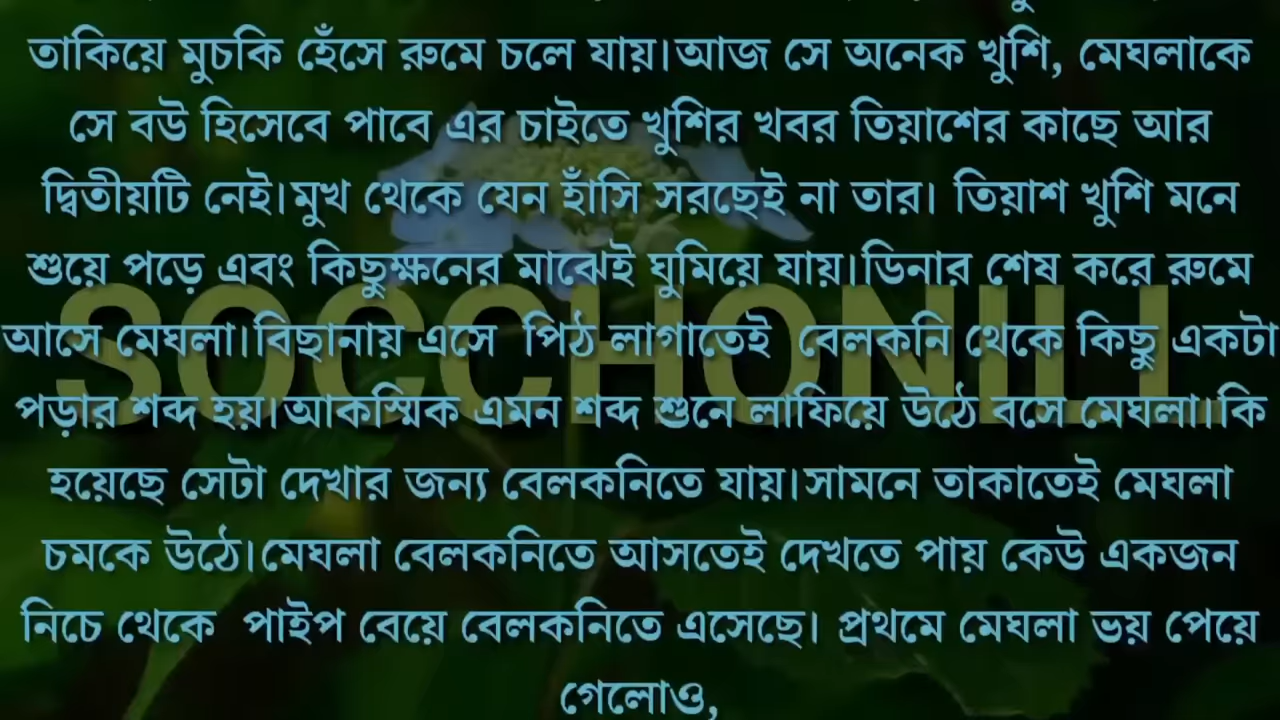 তাকিয়ে মুচকি হেঁসে রুমে চলে যায়।আজ সে অনেক খুশি, মেঘলাকে
সে বউ হিসেবে পাবে এর চাইতে খুশির খবর তিয়াশের কাছে আর
দ্বিতীয়টি নেই।মুখ থেকে যেন হাঁসি সরছেই না তার। তিয়াশ খুশি মনে
শুয়ে পড়ে এবং কিছুক্ষনের মাঝেই ঘুমিয়ে যায়।ডিনার শেষ করে রুমে
আসে মেঘলা।বিছানায় এসে পিঠ লাগাতেই বেলকনি থেকে কিছু একটা
পড়ার শব্দ হয়।আকস্মিক এমন শব্দ শুনে লাফিয়ে উঠে বসে মেঘলা।কি
হয়েছে সেটা দেখার জন্য বেলকনিতে যায়।সামনে তাকাতেই মেঘলা
চমকে উঠে।মেঘলা বেলকনিতে আসতেই দেখতে পায় কেউ একজন
নিচে থেকে পাইপ বেয়ে বেলকনিতে এসেছে। প্রথমে মেঘলা ভয় পেয়ে
গেলোও,
SOCCHONILL